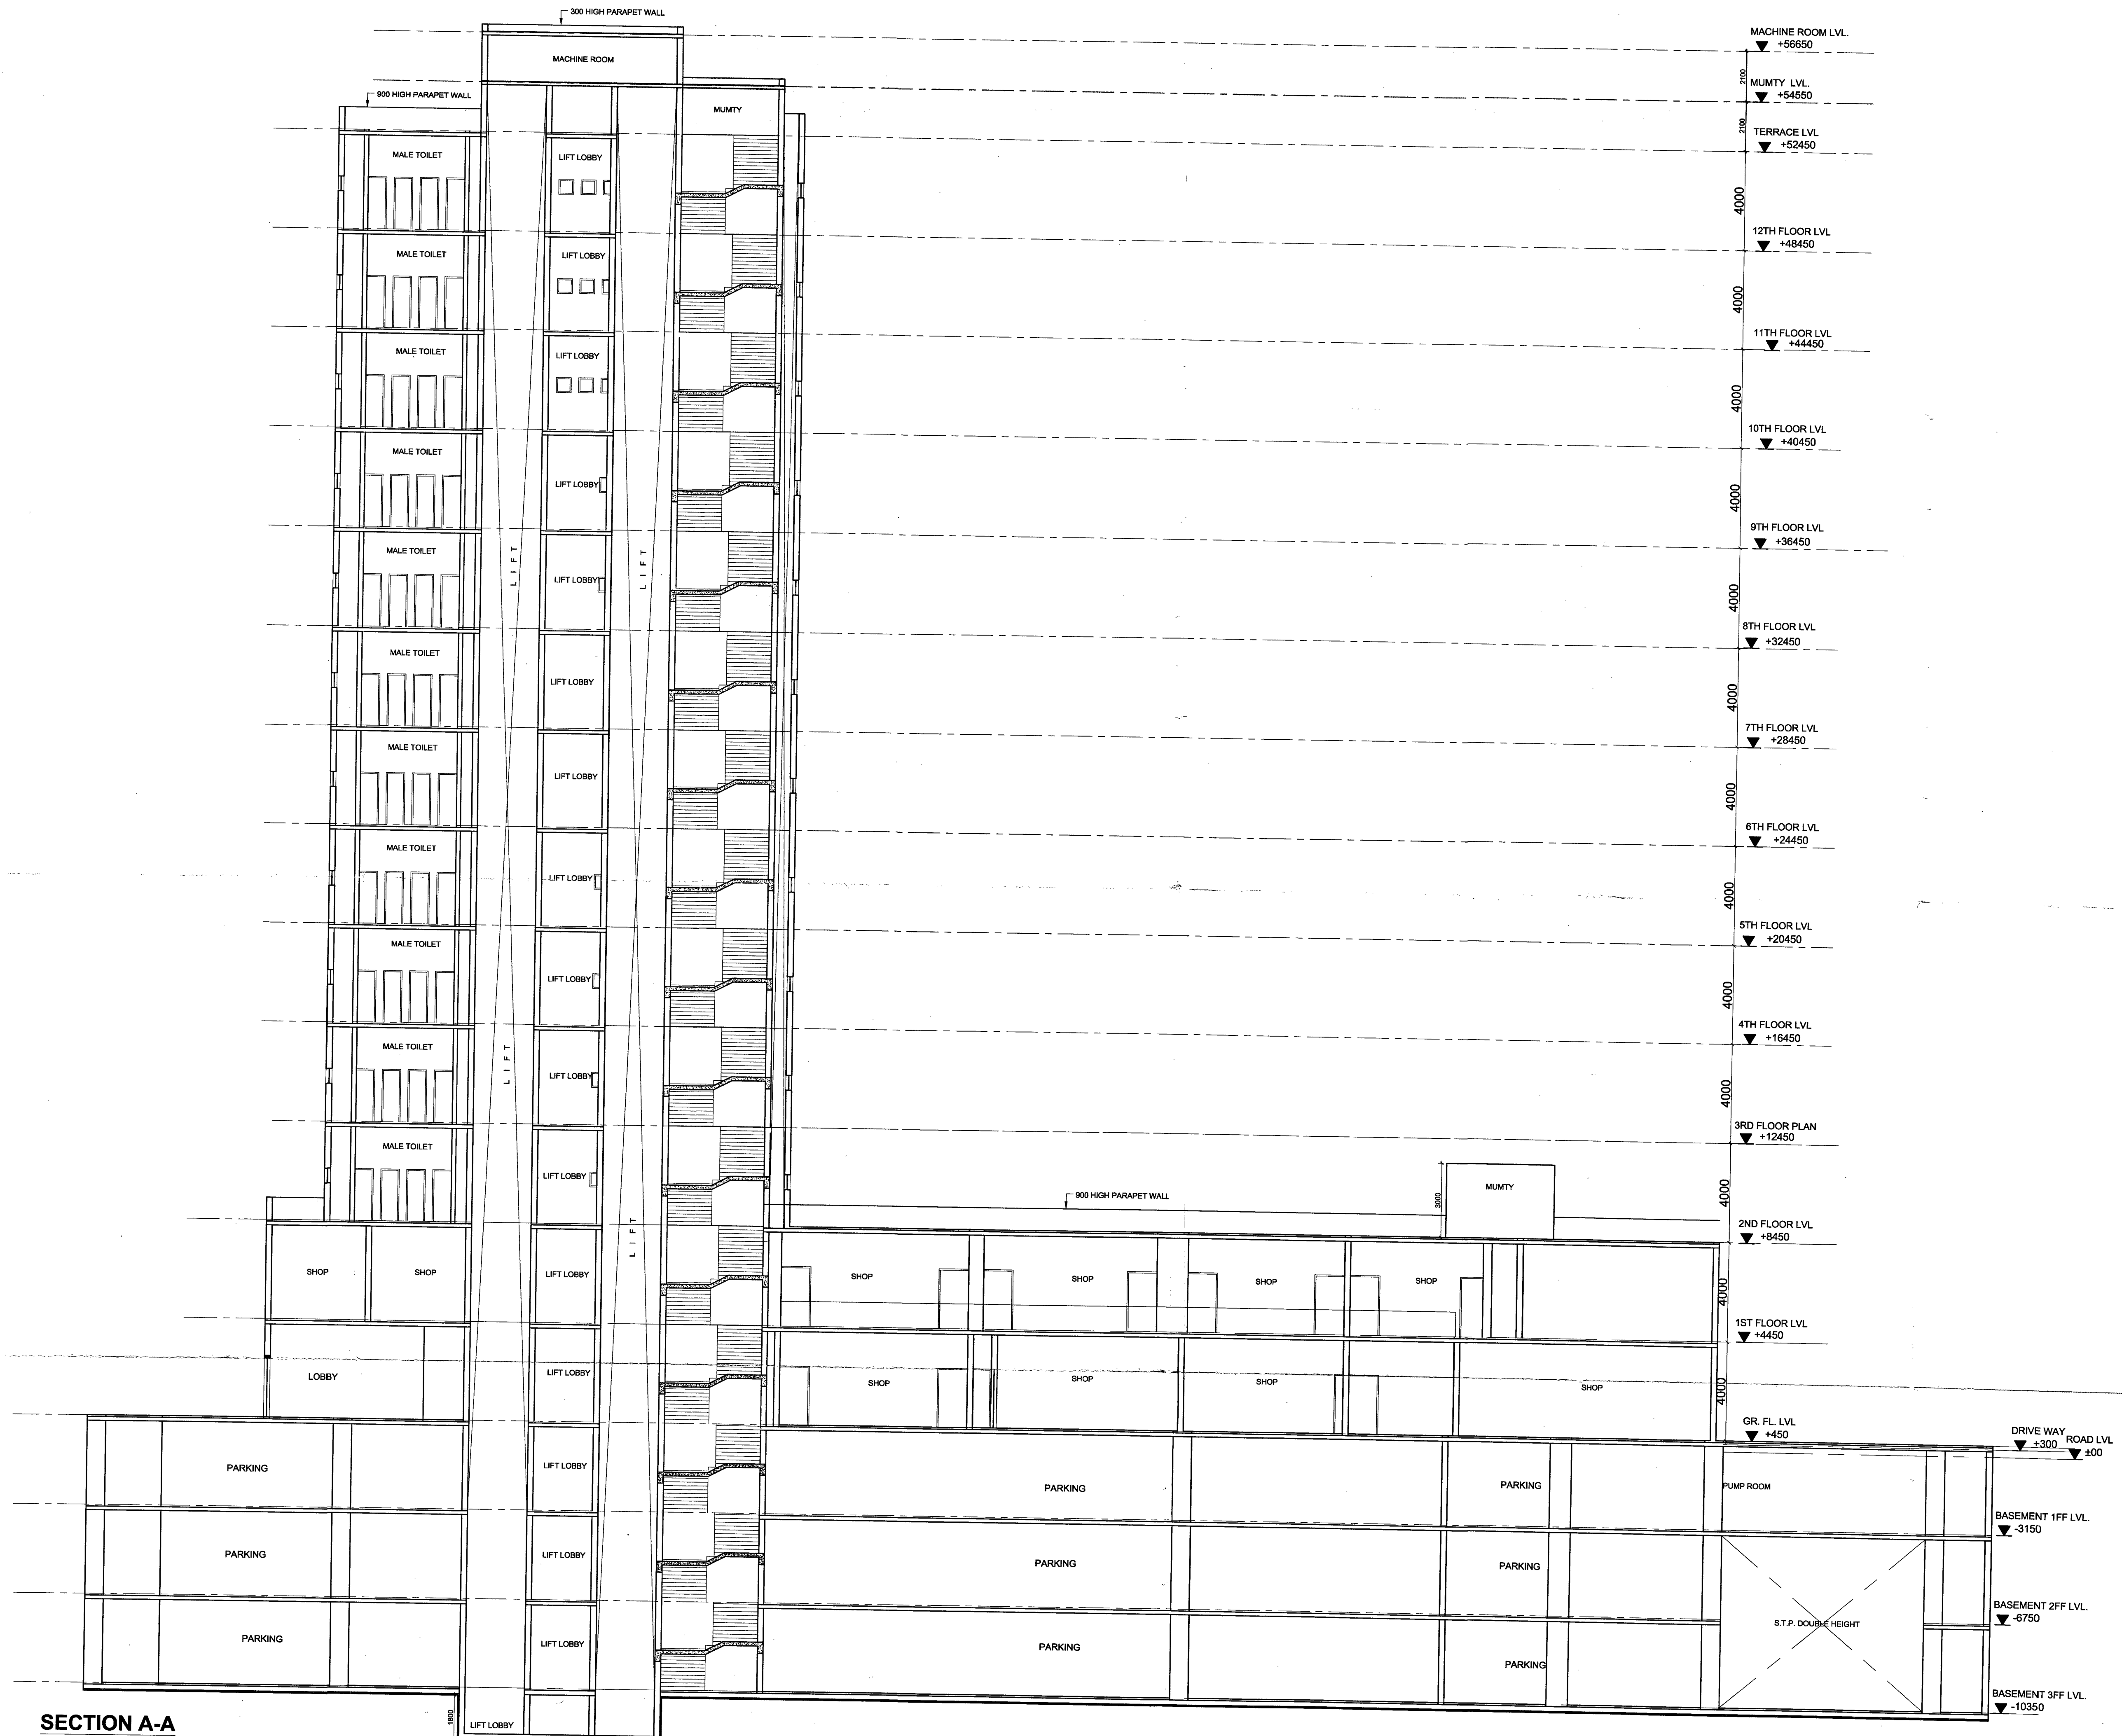 300 HIGH PARAPET WALL
MACHINE ROOM LVL.
+56650
MACHINE ROOM
2100
MUMTY LVL.
+54550
900 HIGH PARAPET WALL
MUMTY
2100
TERRACE LVL
+52450
MALE TOILET
LIFT LOBBY
4000
12TH FLOOR LVL
+48450
MALE TOILET
LIFT LOBBY
4000
11TH FLOOR LVL
+44450
MALE TOILET
LIFT LOBBY
4000
10TH FLOOR LVL
+40450
MALE TOILET
LIFT LOBBY
4000
9TH FLOOR LVL
+36450
MALE TOILET
LIFT
LIFT
LIFT LOBBY
4000
8TH FLOOR LVL
+32450
MALE TOILET
LIFT LOBBY
4000
7TH FLOOR LVL
+28450
MALE TOILET
LIFT LOBBY
4000
6TH FLOOR LVL
+24450
MALE TOILET
LIFT LOBBY
4000
5TH FLOOR LVL
+20450
MALE TOILET
LIFT LOBBY
4000
4TH FLOOR LVL
+16450
MALE TOILET
LIFT
LIFT LOBBY
4000
3RD FLOOR PLAN
+12450
MALE TOILET
LIFT LOBBY
LIFT
900 HIGH PARAPET WALL
3000
MUMTY
4000
2ND FLOOR LVL
+8450
SHOP
SHOP
LIFT LOBBY
SHOP
SHOP
SHOP
SHOP
4000
1ST FLOOR LVL
+4450
LOBBY
LIFT LOBBY
SHOP
SHOP
SHOP
SHOP
4000
GR. FL. LVL
+450
DRIVE WAY
+300
ROAD LVL
±00
PARKING
LIFT LOBBY
PARKING
PARKING
PUMP ROOM
BASEMENT 1FF LVL.
-3150
PARKING
LIFT LOBBY
PARKING
PARKING
BASEMENT 2FF LVL.
-6750
S.T.P. DOUBLE HEIGHT
PARKING
LIFT LOBBY
PARKING
PARKING
BASEMENT 3FF LVL.
-10350
1800
LIFT LOBBY
SECTION A-A